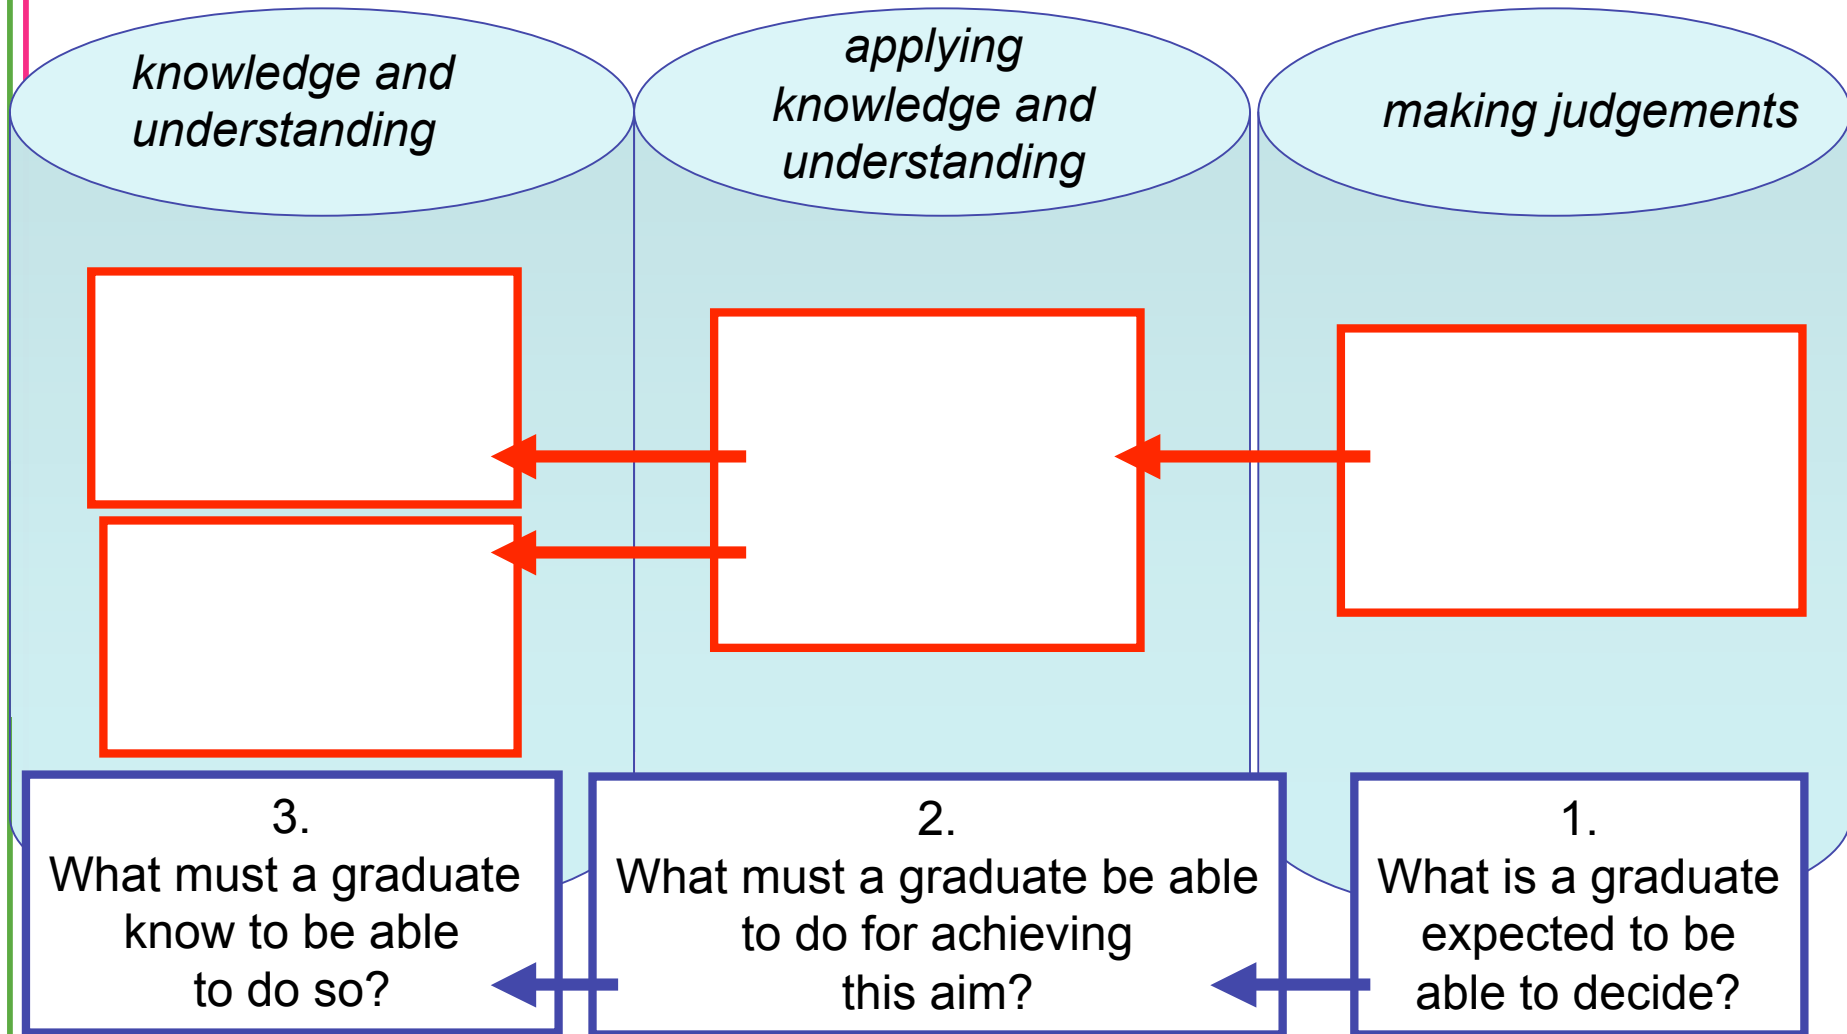 knowledge and
understanding
applying
knowledge and
understanding
making judgements
3.
What must a graduate
know to be able
to do so?
2.
What must a graduate be able
to do for achieving
this aim?
1.
What is a graduate
expected to be
able to decide?